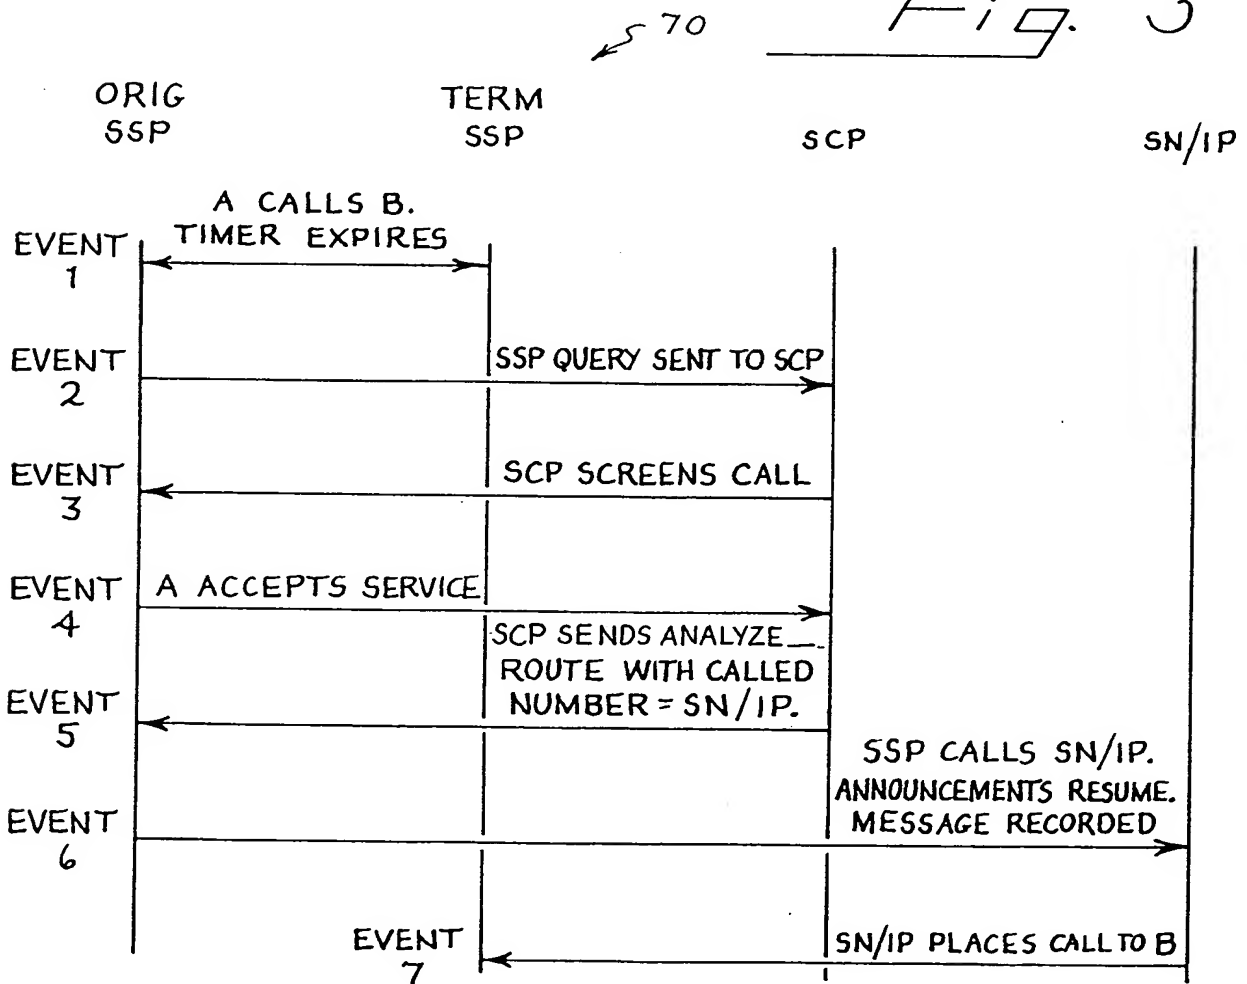 70
Fig. 3
ORIG
SSP
TERM
SSP
SCP
SN/IP
A CALLS B.
TIMER EXPIRES
EVENT
1
SSP QUERY SENT TO SCP
EVENT
2
SCP SCREENS CALL
EVENT
3
A ACCEPTS SERVICE
EVENT
4
SCP SENDS ANALYZE_
ROUTE WITH CALLED
NUMBER = SN/IP.
EVENT
5
SSP CALLS SN/IP.
ANNOUNCEMENTS RESUME.
MESSAGE RECORDED
EVENT
6
SN/IP PLACES CALL TO B
EVENT
7